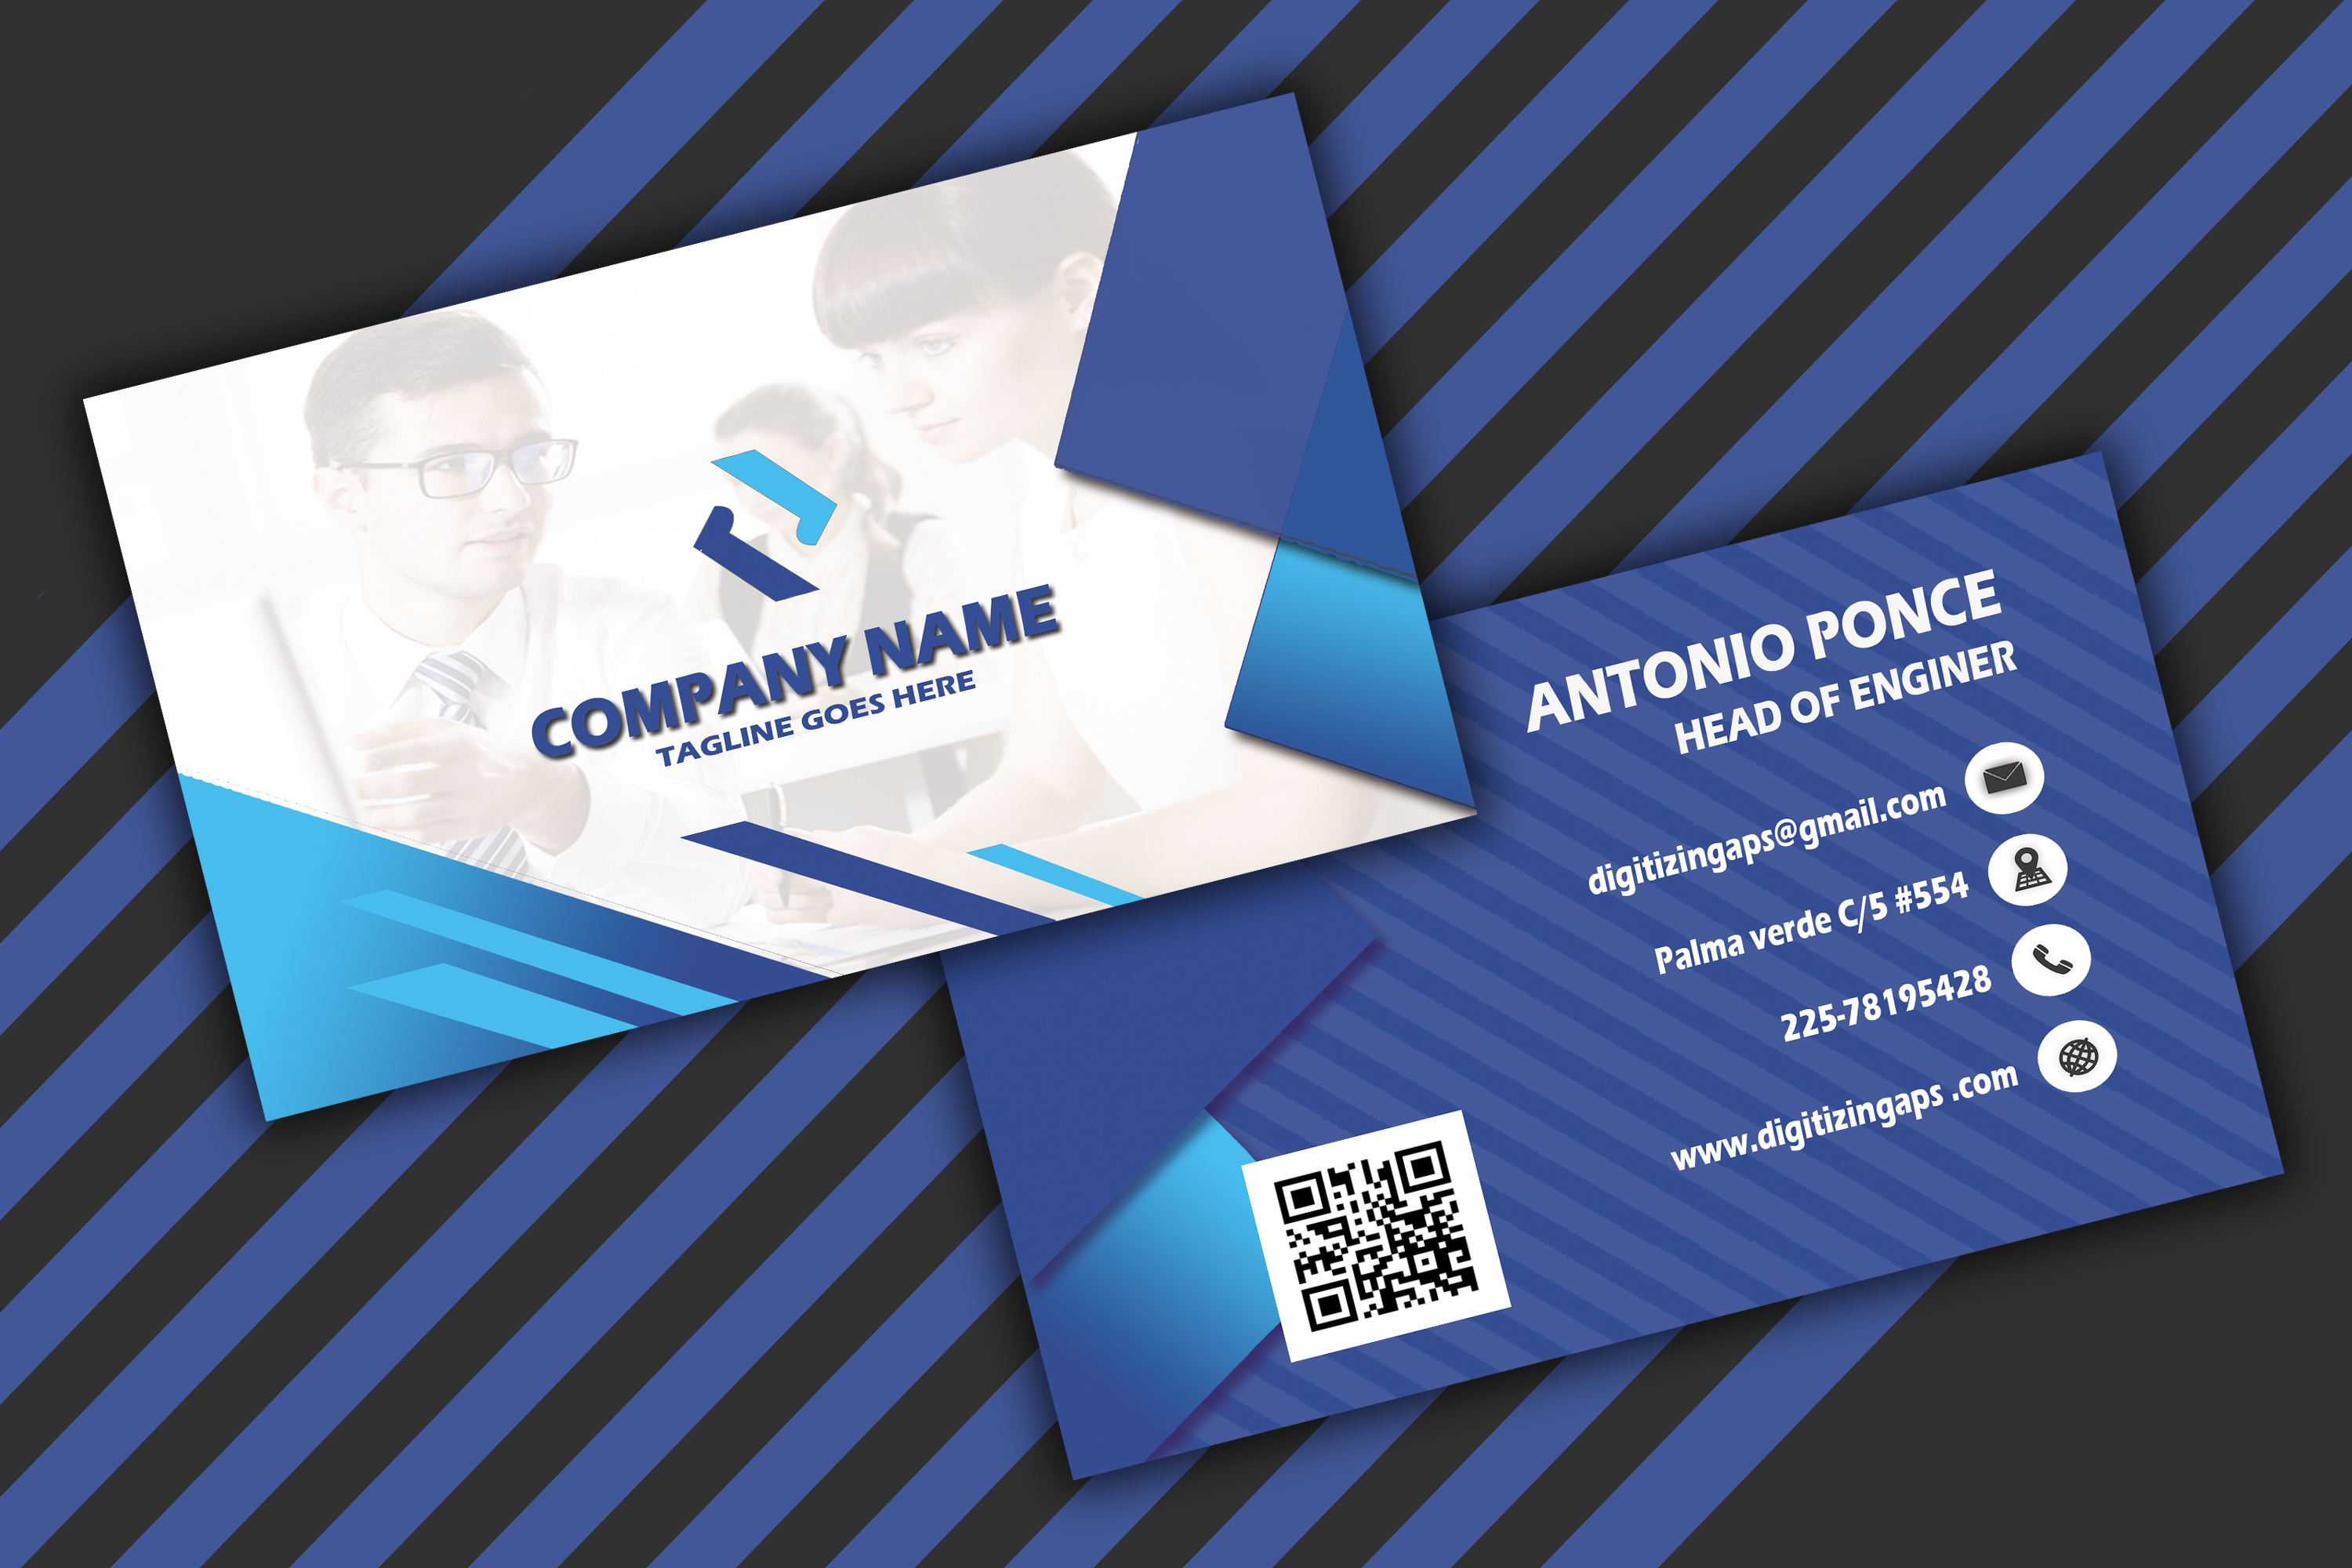 COMPANY NAME
TAGLINE GOES HERE
ANTONIO PONCE
HEAD OF ENGINER
digitizingaps@gmail.com
Palma verde C/5 #554
225-78195428
www.digitizingaps .com